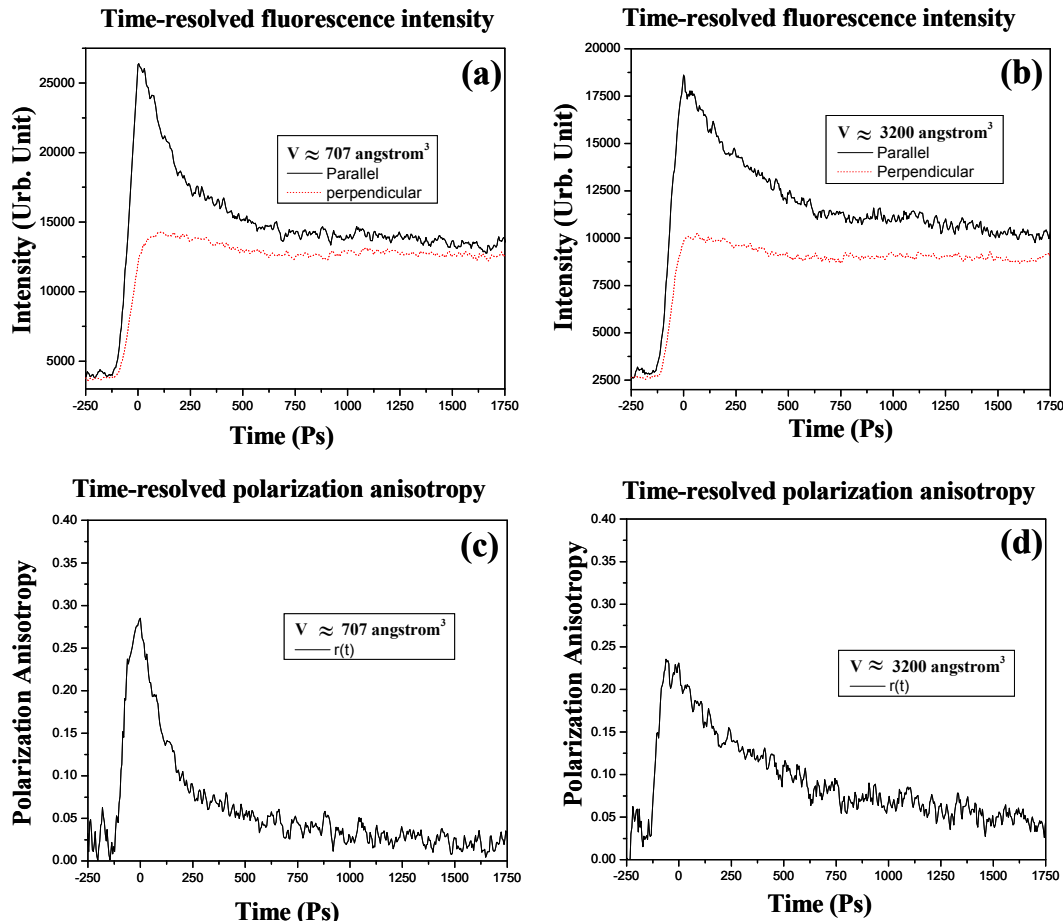 Time-resolved fluorescence intensity
(a)
V ≈ 707 angstrom³
Parallel
perpendicular
Intensity (Urb. Unit)
25000
20000
15000
10000
5000
-250 0 250 500 750 1000 1250 1500 1750
Time (Ps)
Time-resolved fluorescence intensity
(b)
V ≈ 3200 angstrom³
Parallel
Perpendicular
Intensity (Urb. Unit)
20000
17500
15000
12500
10000
7500
5000
2500
-250 0 250 500 750 1000 1250 1500 1750
Time (Ps)
Time-resolved polarization anisotropy
(c)
V ≈ 707 angstrom³
r(t)
Polarization Anisotropy
0.40
0.35
0.30
0.25
0.20
0.15
0.10
0.05
0.00
-250 0 250 500 750 1000 1250 1500 1750
Time (Ps)
Time-resolved polarization anisotropy
(d)
V ≈ 3200 angstrom³
r(t)
Polarization Anisotropy
0.40
0.35
0.30
0.25
0.20
0.15
0.10
0.05
0.00
-250 0 250 500 750 1000 1250 1500 1750
Time (Ps)